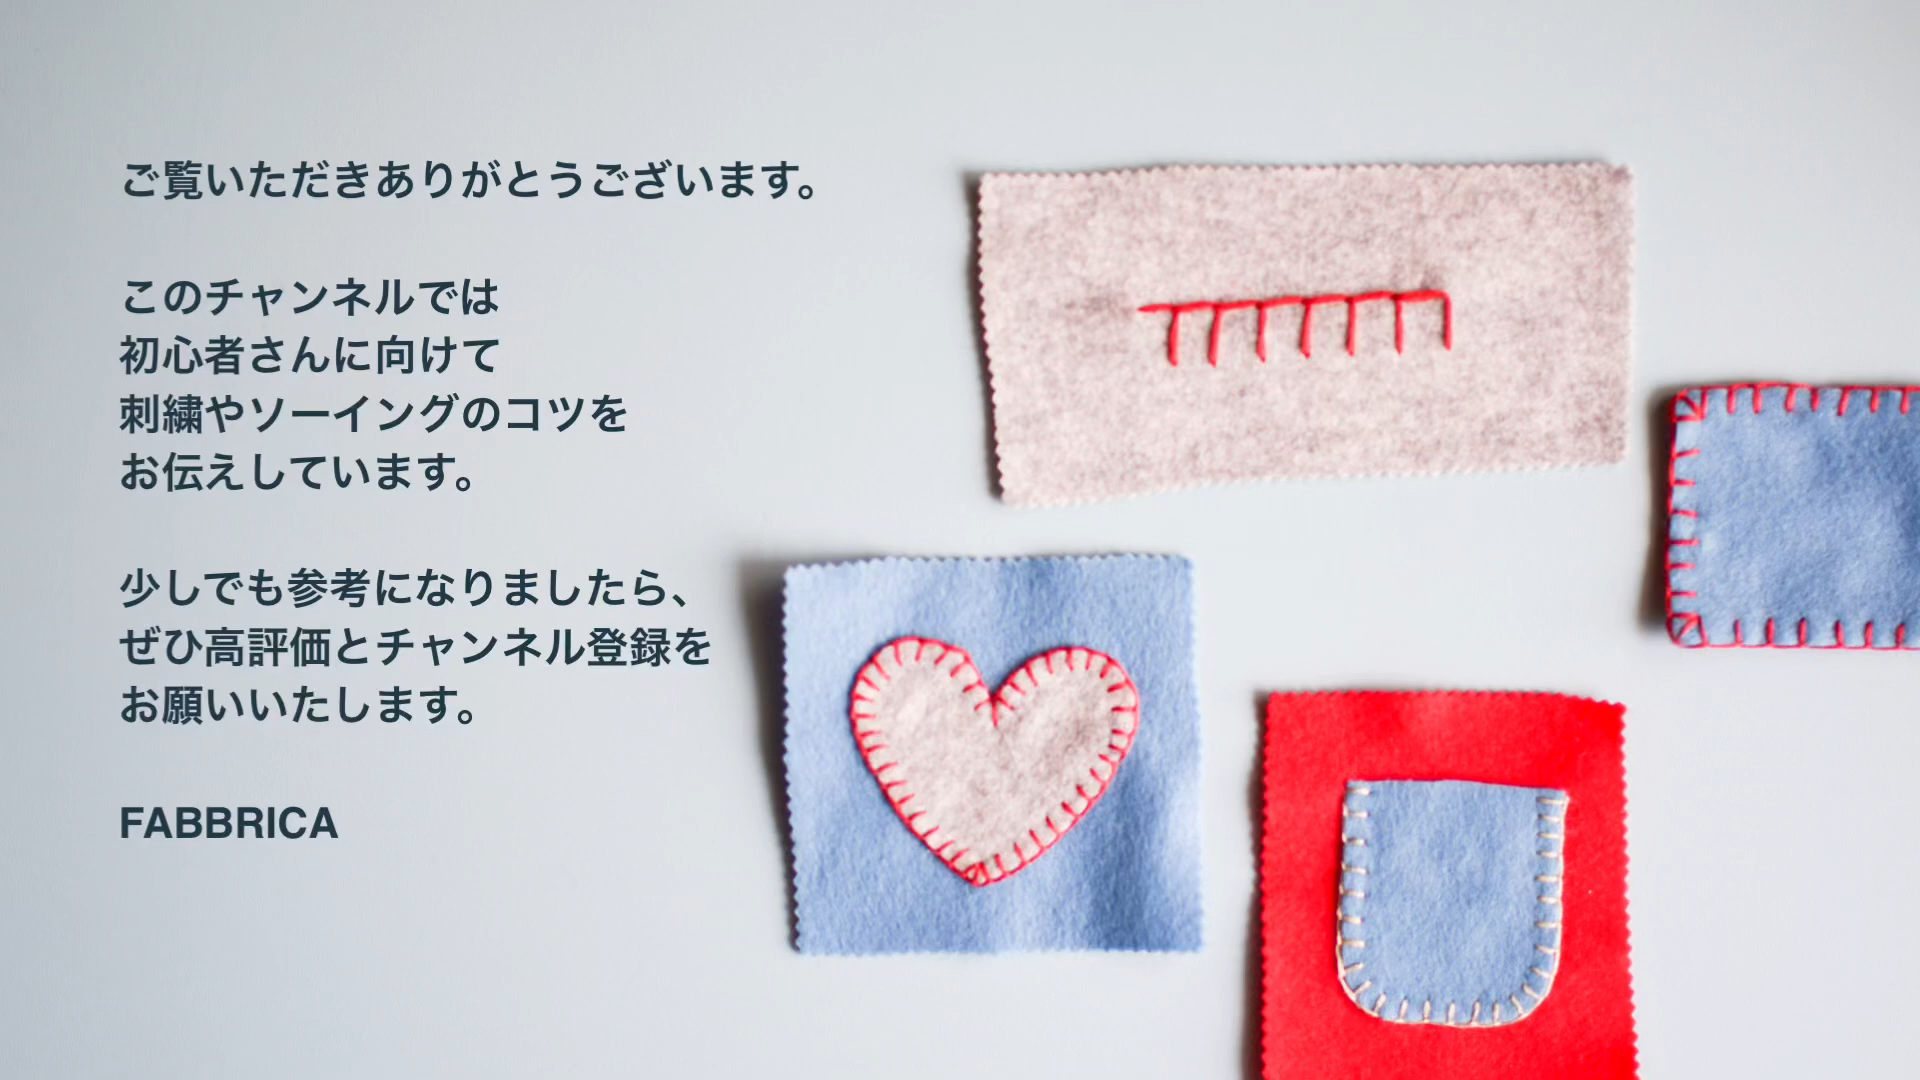 ご覧いただきありがとうございます。
このチャンネルでは
初心者さんに向けて
刺繍やソーイングのコツを
お伝えしています。
少しでも参考になりましたら、
ぜひ高評価とチャンネル登録を
お願いいたします。
FABBRICA